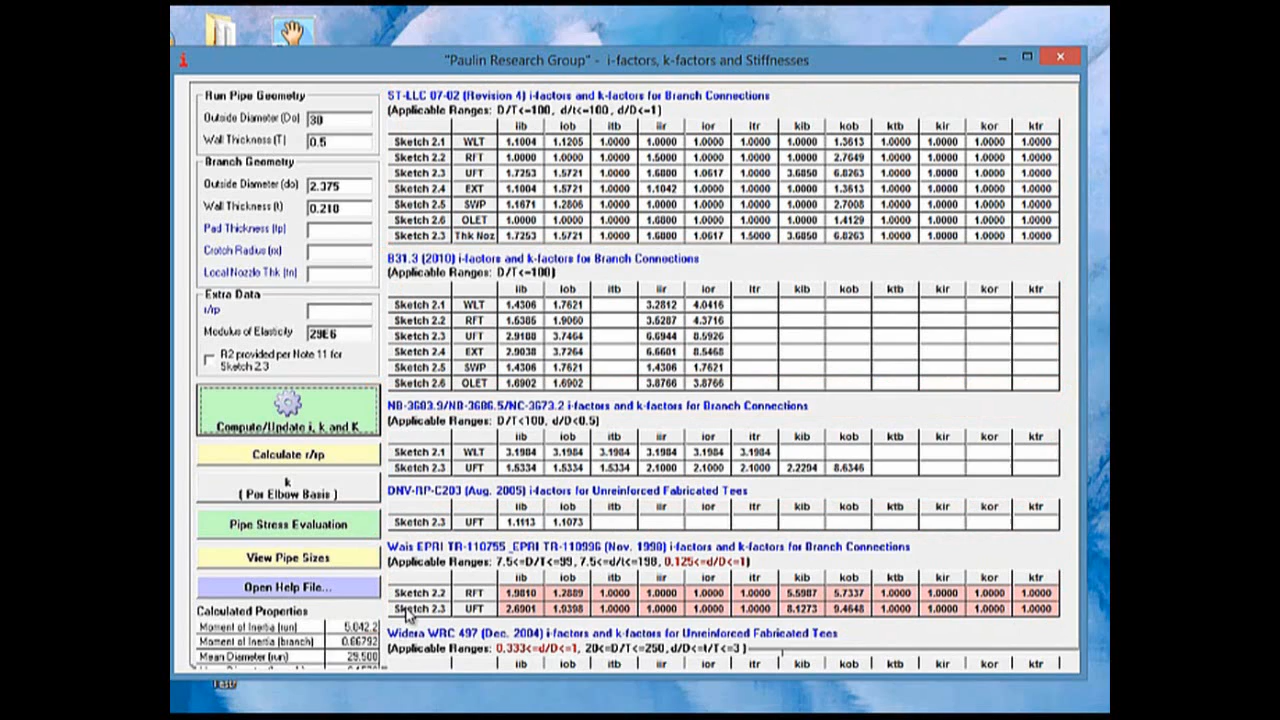 "Paulin Research Group" - i-factors, k-factors and Stiffnesses
Run Pipe Geometry
Outside Diameter (Do) 30
Wall Thickness (T) 0.5
Branch Geometry
Outside Diameter (do) 2.375
Wall Thickness (t) 0.210
Pad Thickness (tp)
Crotch Radius (rx)
Local Nozzle Thk (tn)
Extra Data
r/rp
Modulus of Elasticity 29E6
R2 provided per Note 11 for
Sketch 2.3
Compute/Update i, k and K
Calculate r/rp
k
( Per Elbow Basis )
Pipe Stress Evaluation
View Pipe Sizes
Open Help File...
Calculated Properties
Moment of Inertia (run) 5,042.2
Moment of Inertia (branch) 0.66792
Mean Diameter (run) 29.500
ST-LLC 07-02 (Revision 4) i-factors and k-factors for Branch Connections
(Applicable Ranges: D/T<=100, d/t<=100, d/D<=1)
iib iob itb iir ior itr kib kob ktb kir kor ktr
Sketch 2.1 WLT 1.1004 1.1205 1.0000 1.0000 1.0000 1.0000 1.0000 1.3613 1.0000 1.0000 1.0000 1.0000
Sketch 2.2 RFT 1.0000 1.0000 1.0000 1.5000 1.0000 1.0000 1.0000 2.7649 1.0000 1.0000 1.0000 1.0000
Sketch 2.3 UFT 1.7253 1.5721 1.0000 1.6800 1.0617 1.0000 3.6850 6.8263 1.0000 1.0000 1.0000 1.0000
Sketch 2.4 EXT 1.1004 1.5721 1.0000 1.1042 1.0000 1.0000 1.0000 1.3613 1.0000 1.0000 1.0000 1.0000
Sketch 2.5 SWP 1.1671 1.2806 1.0000 1.0000 1.0000 1.0000 1.0000 2.7008 1.0000 1.0000 1.0000 1.0000
Sketch 2.6 OLET 1.0000 1.0000 1.0000 1.6800 1.0000 1.0000 1.0000 1.4129 1.0000 1.0000 1.0000 1.0000
Sketch 2.3 Thk Noz 1.7253 1.5721 1.0000 1.6800 1.0617 1.5000 3.6850 6.8263 1.0000 1.0000 1.0000 1.0000
B31.3 (2010) i-factors and k-factors for Branch Connections
(Applicable Ranges: D/T<=100)
iib iob itb iir ior itr kib kob ktb kir kor ktr
Sketch 2.1 WLT 1.4306 1.7621 3.2812 4.0416
Sketch 2.2 RFT 1.6385 1.9060 3.6287 4.3716
Sketch 2.3 UFT 2.9188 3.7464 6.6944 8.5926
Sketch 2.4 EXT 2.9038 3.7264 6.6601 8.5468
Sketch 2.5 SWP 1.4306 1.7621 1.4306 1.7621
Sketch 2.6 OLET 1.6902 1.6902 3.8766 3.8766
NB-3683.9/NB-3686.5/NC-3673.2 i-factors and k-factors for Branch Connections
(Applicable Ranges: D/T<100, d/D<0.5)
iib iob itb iir ior itr kib kob ktb kir kor ktr
Sketch 2.1 WLT 3.1984 3.1984 3.1984 3.1984 3.1984 3.1984
Sketch 2.3 UFT 1.5334 1.5334 1.5334 2.1000 2.1000 2.1000 2.2294 8.6346
DNV-RP-C203 (Aug. 2005) i-factors for Unreinforced Fabricated Tees
iib iob itb iir ior itr kib kob ktb kir kor ktr
Sketch 2.3 UFT 1.1113 1.1073
Wais EPRI TR-110755 _EPRI TR-110996 (Nov. 1998) i-factors and k-factors for Branch Connections
(Applicable Ranges: 7.5<=D/T<=99, 7.5<=d/t<=198, 0.125<=d/D<=1)
iib iob itb iir ior itr kib kob ktb kir kor ktr
Sketch 2.2 RFT 1.9810 1.2889 1.0000 1.0000 1.0000 1.0000 5.5987 5.7337 1.0000 1.0000 1.0000 1.0000
Sketch 2.3 UFT 2.6901 1.9398 1.0000 1.0000 1.0000 1.0000 8.1273 9.4648 1.0000 1.0000 1.0000 1.0000
Widera WRC 497 (Dec. 2004) i-factors and k-factors for Unreinforced Fabricated Tees
(Applicable Ranges: 0.333<=d/D<=1, 20<=D/T<=250, d/D<=t/T<=3 )
iib iob itb iir ior itr kib kob ktb kir kor ktr